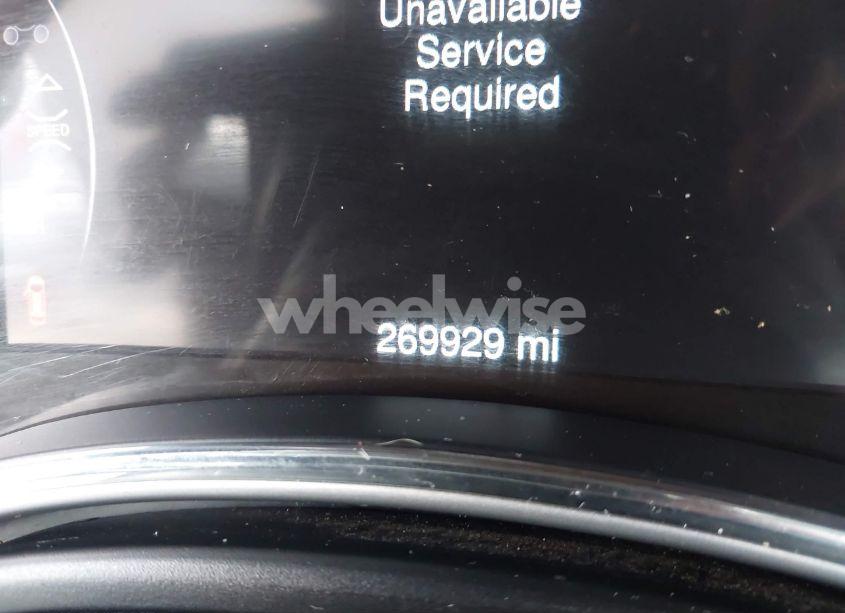 Unavailable
Service
Required
SPEED
wheelwise
269929 mi